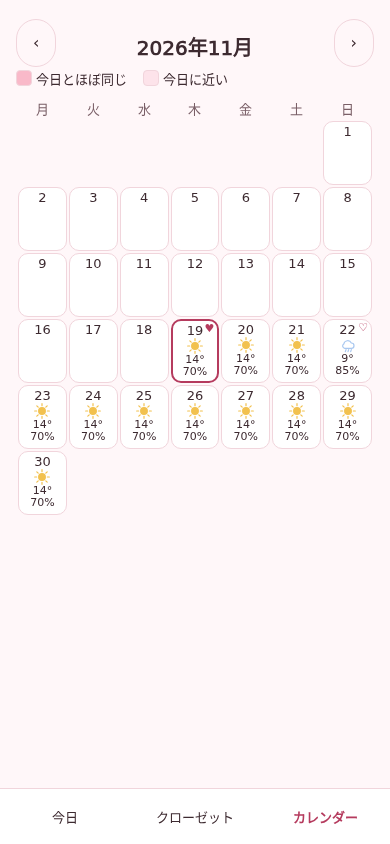 ‹ 2026年11月 ›
今日とほぼ同じ 今日に近い
月 火 水 木 金 土 日
1
2 3 4 5 6 7 8
9 10 11 12 13 14 15
16 17 18 19♥ 20 21 22♡
14° 14° 14° 9°
70% 70% 70% 85%
23 24 25 26 27 28 29
14° 14° 14° 14° 14° 14° 14°
70% 70% 70% 70% 70% 70% 70%
30
14°
70%
今日 クローゼット カレンダー